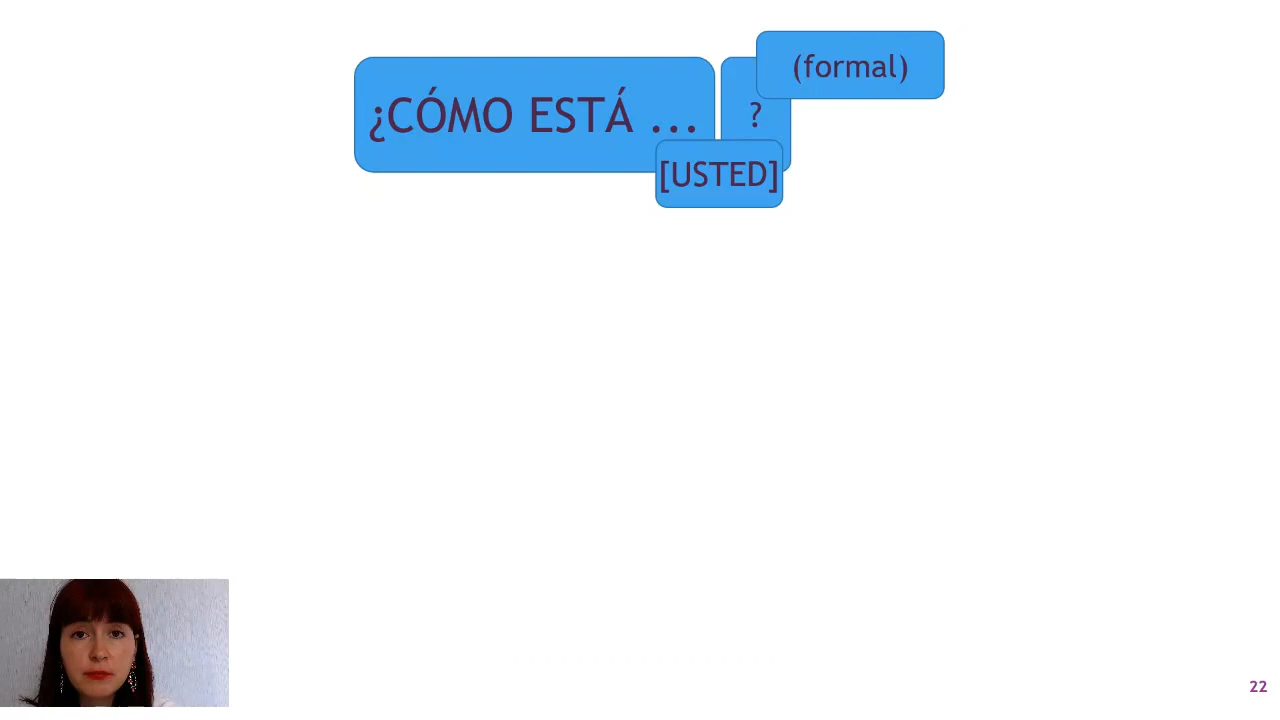 (formal)
¿CÓMO ESTÁ ... ?
[USTED]
22